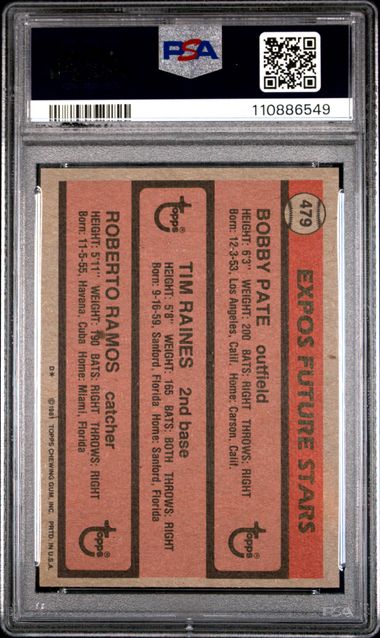 PSA
110886549
479
EXPOS FUTURE STARS
BOBBY PATE outfield
HEIGHT: 6'3" WEIGHT: 200 BATS: RIGHT THROWS: RIGHT
Born: 12-3-53, Los Angeles, Calif. Home: Carson, Calif.
Topps®
TIM RAINES 2nd base
HEIGHT: 5'8" WEIGHT: 165 BATS: BOTH THROWS: RIGHT
Born: 9-16-59, Sanford, Florida Home: Sanford, Florida
Topps®
ROBERTO RAMOS catcher
HEIGHT: 5'11" WEIGHT: 190 BATS: RIGHT THROWS: RIGHT
Born: 11-5-55, Havana, Cuba Home: Miami, Florida
Topps®
D* ©1981 TOPPS CHEWING GUM, INC. PRTD. IN U.S.A.